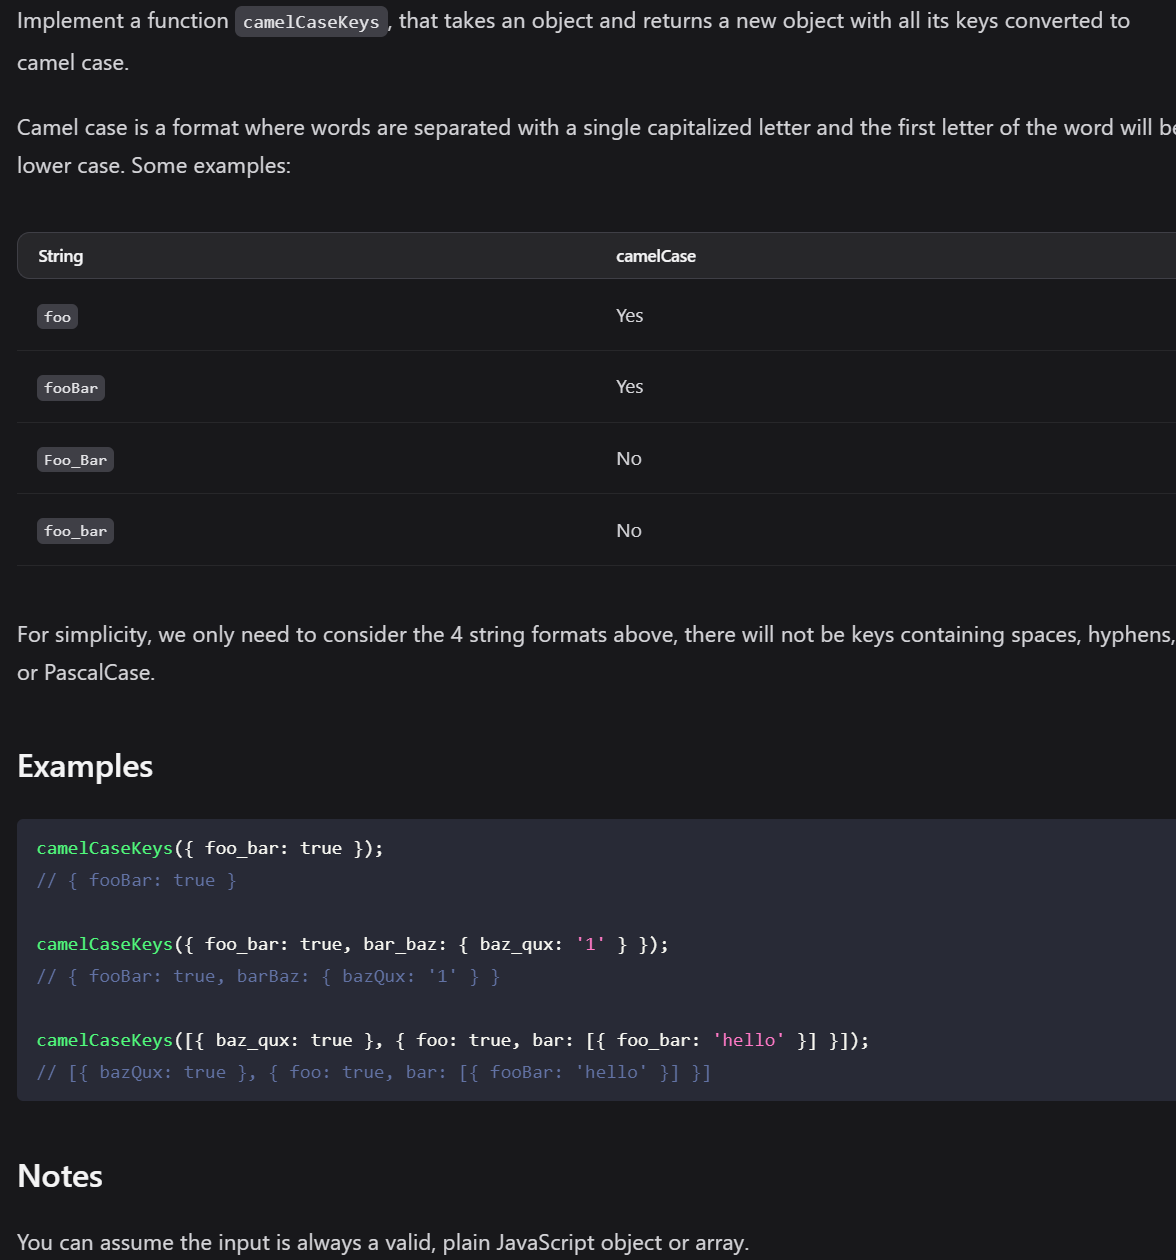 Implement a function camelCaseKeys, that takes an object and returns a new object with all its keys converted to
camel case.
Camel case is a format where words are separated with a single capitalized letter and the first letter of the word will be
lower case. Some examples:
String camelCase
foo Yes
fooBar Yes
Foo_Bar No
foo_bar No
For simplicity, we only need to consider the 4 string formats above, there will not be keys containing spaces, hyphens,
or PascalCase.
Examples
camelCaseKeys({ foo_bar: true });
// { fooBar: true }
camelCaseKeys({ foo_bar: true, bar_baz: { baz_qux: '1' } });
// { fooBar: true, barBaz: { bazQux: '1' } }
camelCaseKeys([{ baz_qux: true }, { foo: true, bar: [{ foo_bar: 'hello' }] }]);
// [{ bazQux: true }, { foo: true, bar: [{ fooBar: 'hello' }] }]
Notes
You can assume the input is always a valid, plain JavaScript object or array.